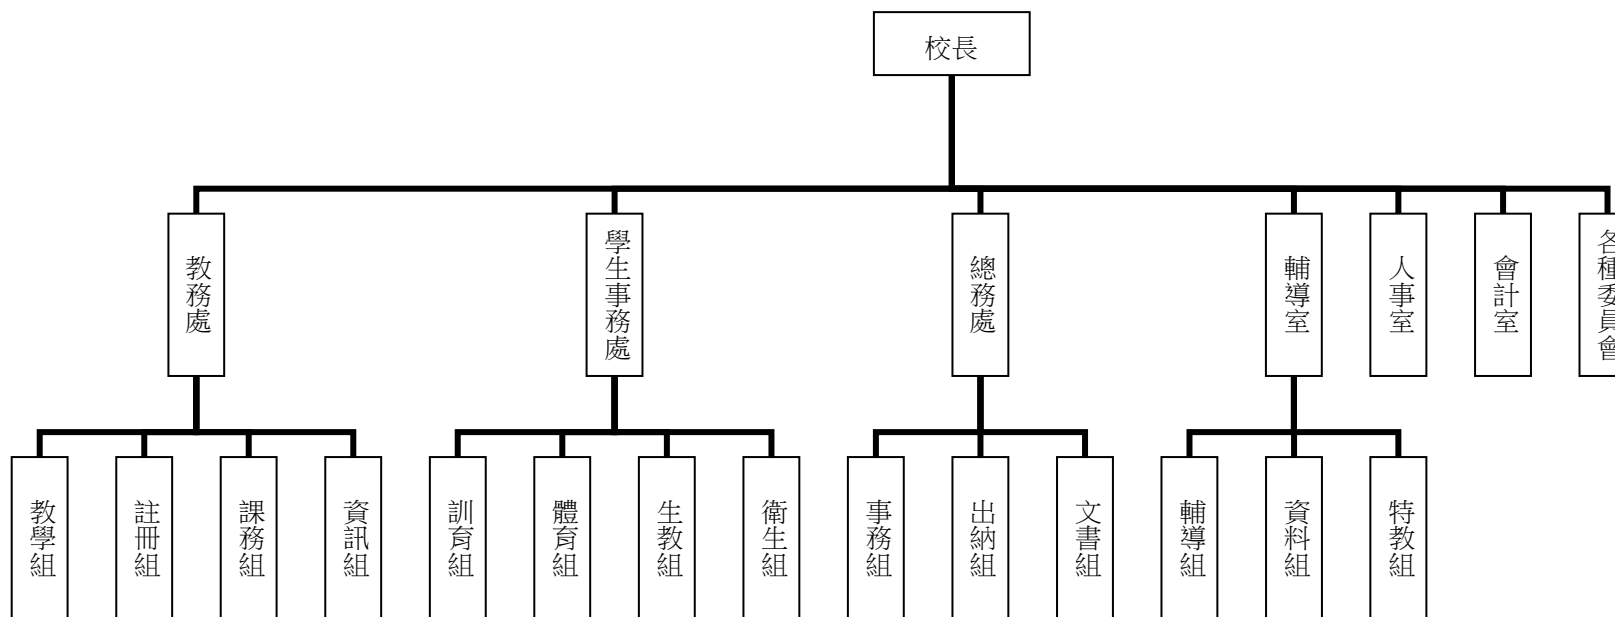 校長
教務處
學生事務處
總務處
輔導室
人事室
會計室
各種委員會
教學組
註冊組
課務組
資訊組
訓育組
體育組
生教組
衛生組
事務組
出納組
文書組
輔導組
資料組
特教組